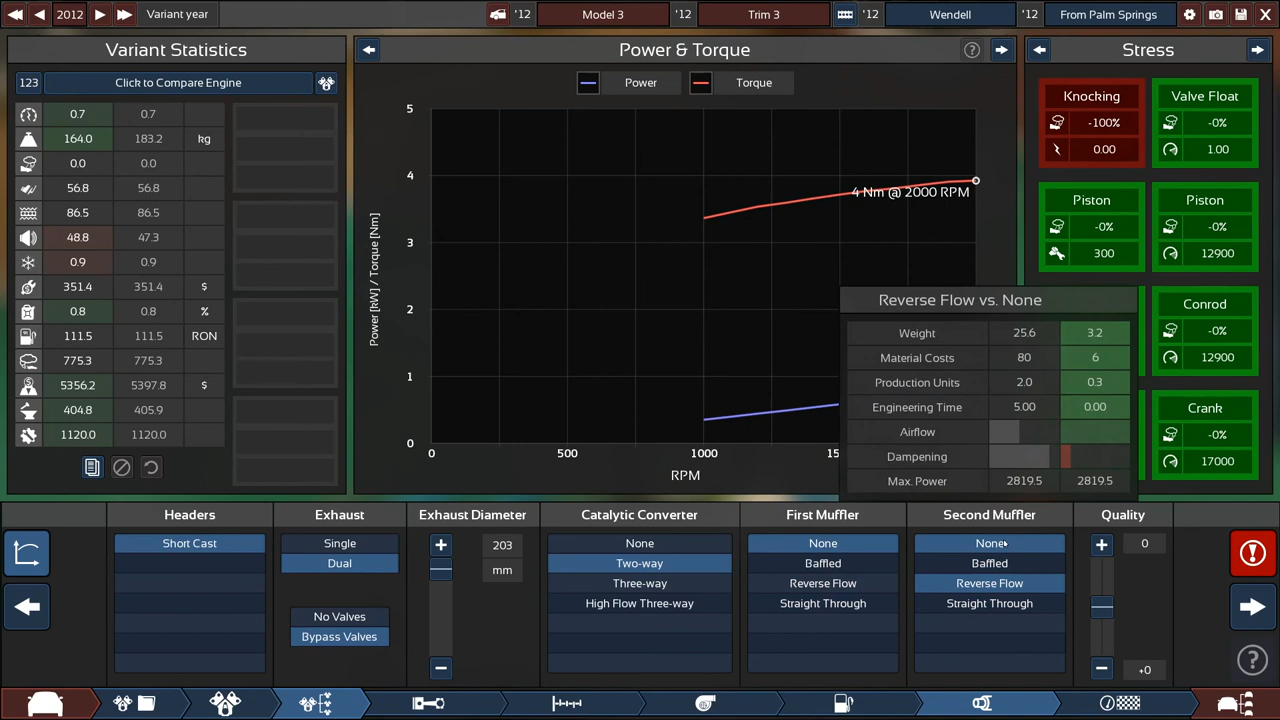 2012 Variant year '12 Model 3 '12 Trim 3 '12 Wendell '12 From Palm Springs
Variant Statistics
123 Click to Compare Engine
0.7 0.7
164.0 183.2 kg
0.0 0.0
56.8 56.8
86.5 86.5
48.8 47.3
0.9 0.9
351.4 351.4 $
0.8 0.8 %
111.5 111.5 RON
775.3 775.3
5356.2 5397.8 $
404.8 405.9
1120.0 1120.0
Power & Torque
?
Power Torque
Power [kW] / Torque [Nm]
5
4
3
2
1
0
4 Nm @ 2000 RPM
0 500 1000 15
RPM
Reverse Flow vs. None
Weight 25.6 3.2
Material Costs 80 6
Production Units 2.0 0.3
Engineering Time 5.00 0.00
Airflow
Dampening
Max. Power 2819.5 2819.5
Stress
Knocking
-100%
0.00
Valve Float
-0%
1.00
Piston
-0%
300
Piston
-0%
12900
Conrod
-0%
12900
Crank
-0%
17000
Headers
Short Cast
Exhaust
Single
Dual
No Valves
Bypass Valves
Exhaust Diameter
203
mm
Catalytic Converter
None
Two-way
Three-way
High Flow Three-way
First Muffler
None
Baffled
Reverse Flow
Straight Through
Second Muffler
None
Baffled
Reverse Flow
Straight Through
Quality
0
+0
?